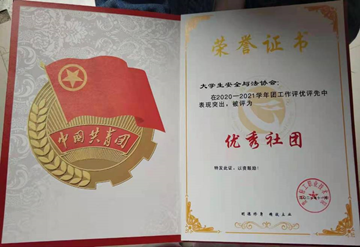 中国共青团
荣誉证书
大学生安全与法协会:
在2020—2021学年团工作评优评先中
表现突出,被评为
优秀社团
特发此证,以资鼓励!